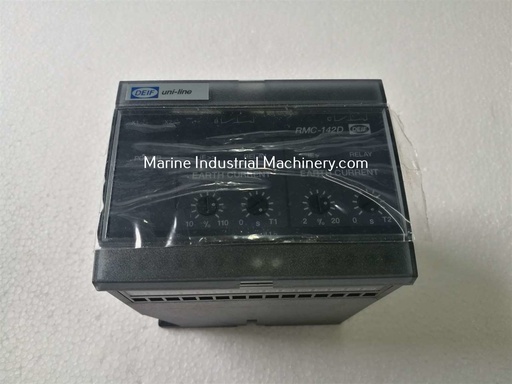 DEIF uni-line
RMC-142D DEIF
Marine Industrial Machinery.com
RELAY
EARTH CURRENT EARTH CURRENT
10 % 110 0 s T1 2 % 20 0 s T2